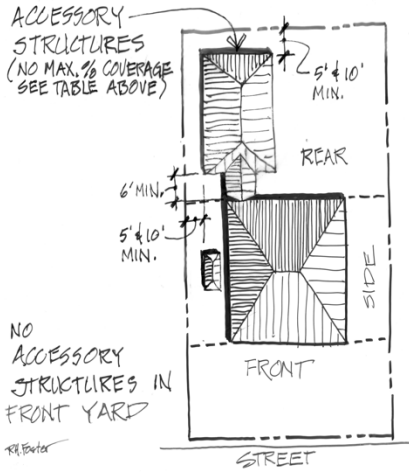 ACCESSORY
STRUCTURES
(NO MAX. % COVERAGE
SEE TABLE ABOVE)
5' & 10'
MIN.
REAR
6' MIN.
5' & 10'
MIN.
SIDE
NO
ACCESSORY
STRUCTURES IN
FRONT YARD
FRONT
R.H. Foster
STREET